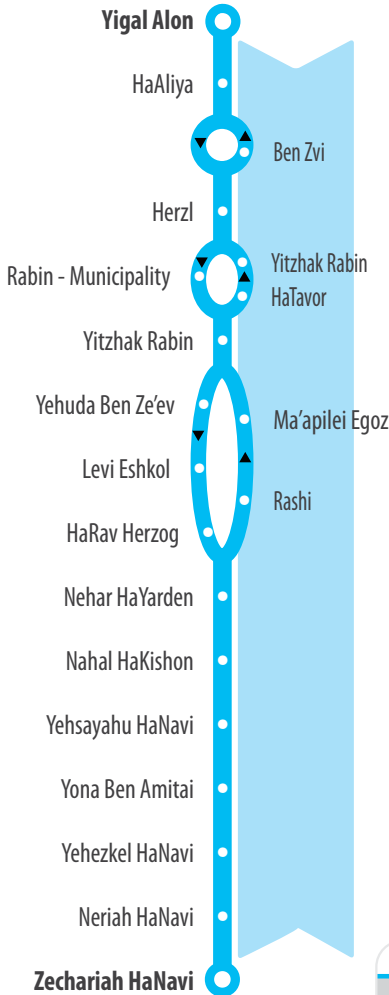 Yigal Alon
HaAliya
Ben Zvi
Herzl
Yitzhak Rabin
Rabin - Municipality
HaTavor
Yitzhak Rabin
Yehuda Ben Ze'ev
Ma'apilei Egoz
Levi Eshkol
Rashi
HaRav Herzog
Nehar HaYarden
Nahal HaKishon
Yehsayahu HaNavi
Yona Ben Amitai
Yehezkel HaNavi
Neriah HaNavi
Zechariah HaNavi